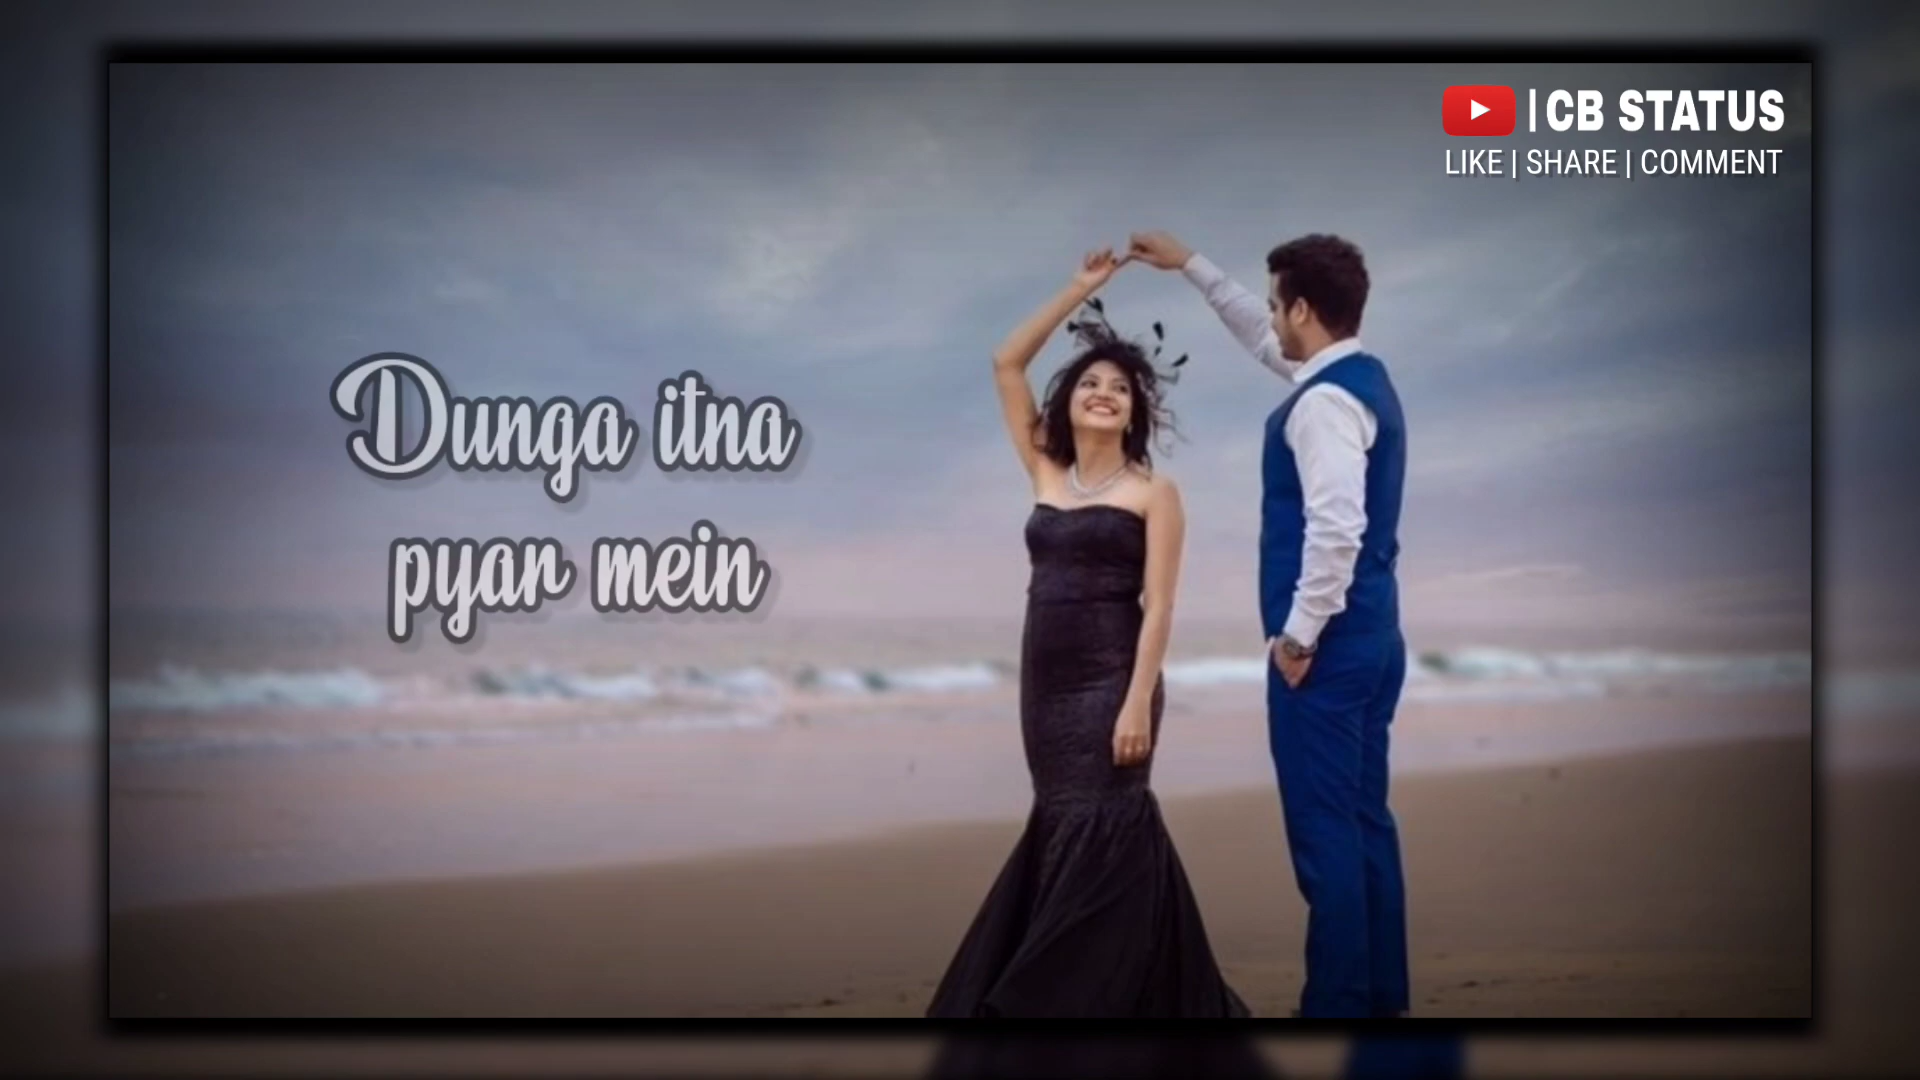 | CB STATUS
LIKE | SHARE | COMMENT
Dunga itna
pyar mein